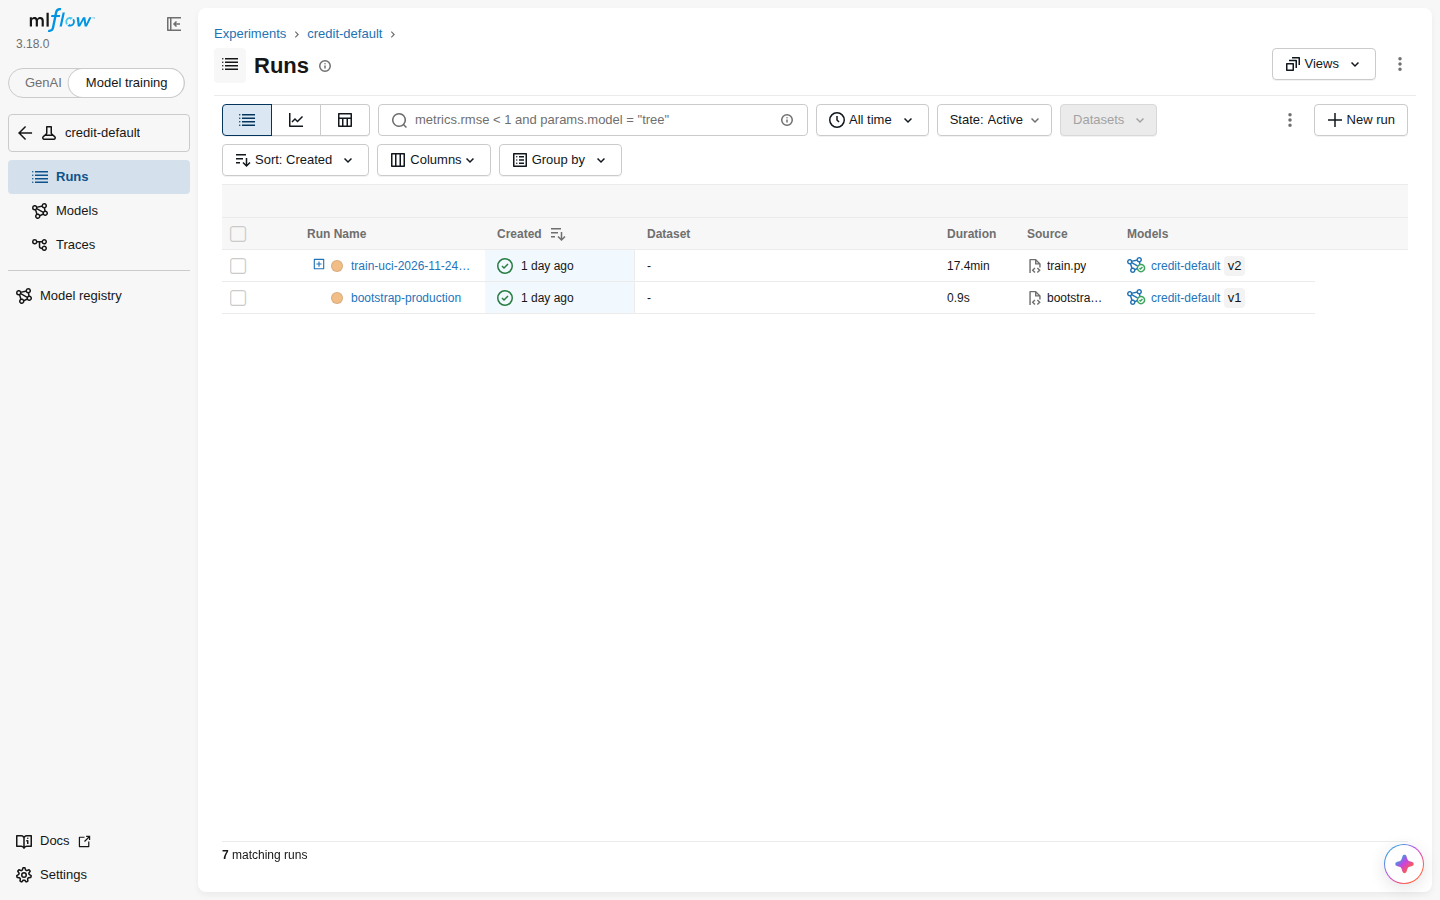 mlflow
3.18.0
GenAI
Model training
credit-default
Runs
Models
Traces
Model registry
Docs
Settings
Experiments
credit-default
Runs
Views
metrics.rmse < 1 and params.model = "tree"
All time
State: Active
Datasets
New run
Sort: Created
Columns
Group by
Run Name
Created
Dataset
Duration
Source
Models
train-uci-2026-11-24...
1 day ago
-
17.4min
train.py
credit-default v2
bootstrap-production
1 day ago
-
0.9s
bootstra...
credit-default v1
7 matching runs